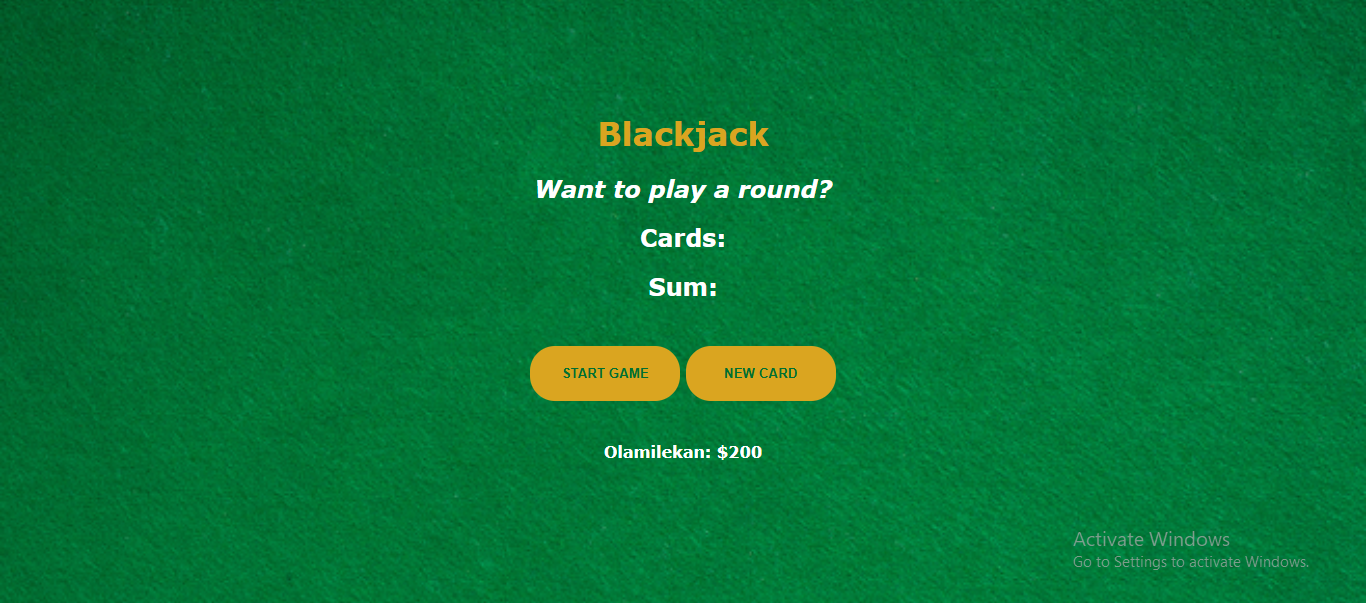 Blackjack
Want to play a round?
Cards:
Sum:
START GAME NEW CARD
Olamilekan: $200
Activate Windows
Go to Settings to activate Windows.